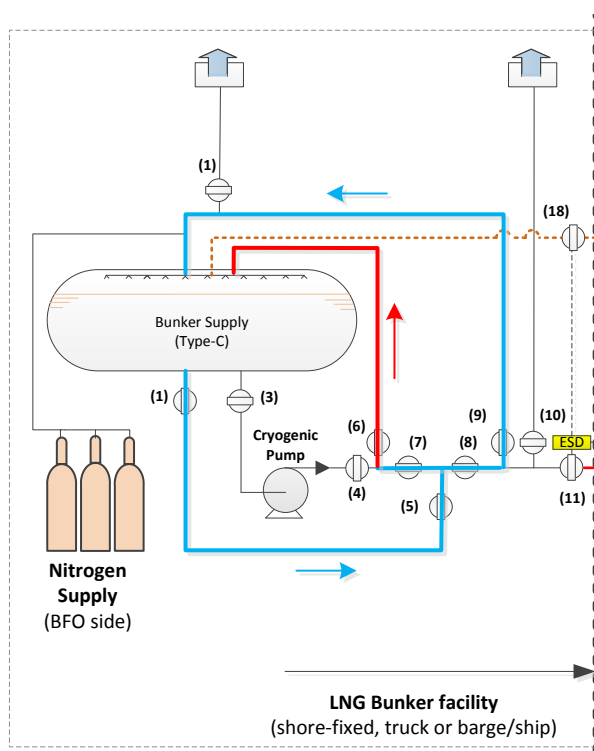 (1)
(18)
Bunker Supply
(Type-C)
(1)
(3)
(6)
(7)
(8)
(9)
(10)
ESD
Cryogenic
Pump
(4)
(5)
(11)
Nitrogen
Supply
(BFO side)
LNG Bunker facility
(shore-fixed, truck or barge/ship)